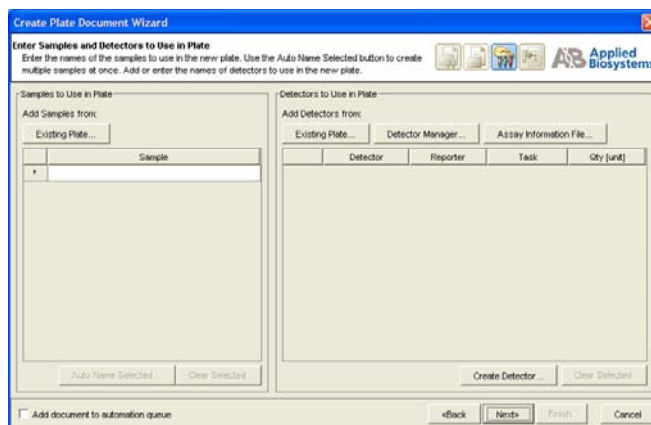 Create Plate Document Wizard
Enter Samples and Detectors to Use in Plate
Enter the names of the samples to use in the new plate. Use the Auto Name Selected button to create
multiple samples at once. Add or enter the names of detectors to use in the new plate.
AB Applied
Biosystems
Samples to Use in Plate
Add Samples from:
Existing Plate...
Sample
*
Auto-Name Selected...
Clear Selected
Detectors to Use in Plate
Add Detectors from:
Existing Plate...
Detector Manager...
Assay Information File...
Detector
Reporter
Task
Qty [unit]
Create Detector...
Clear Selected
Add document to automation queue
«Back
Next»
Finish
Cancel